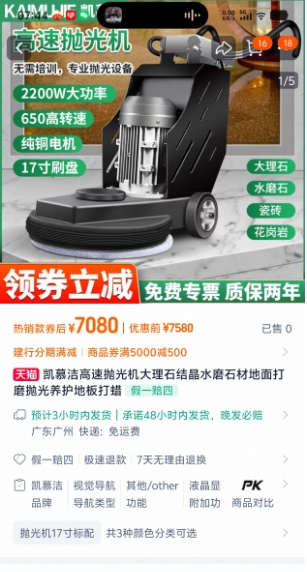 KAIMUJIE 凯
高速抛光机
无需培训，专业抛光设备
16
18
2200W大功率
650高转速
纯铜电机
17寸刷盘
1/5
大理石
水磨石
瓷砖
花岗岩
领券立减 免费专票 质保两年
热销款券后 ¥7080 优惠前 ¥7580 已售 0
建行分期满减 商品券满5000减500
天猫 凯慕洁高速抛光机大理石结晶水磨石材地面打
磨抛光养护地板打蜡 假一赔四
预计3小时内发货 | 承诺48小时内发货，晚发必赔
广东广州 快递: 免运费
假一赔四 极速退款 7天无理由退换
凯慕洁 视觉导航 其他/other 液晶显 PK
品牌 导航类型 功能 附加功 商品对比
抛光机17寸标配 共3种颜色分类可选